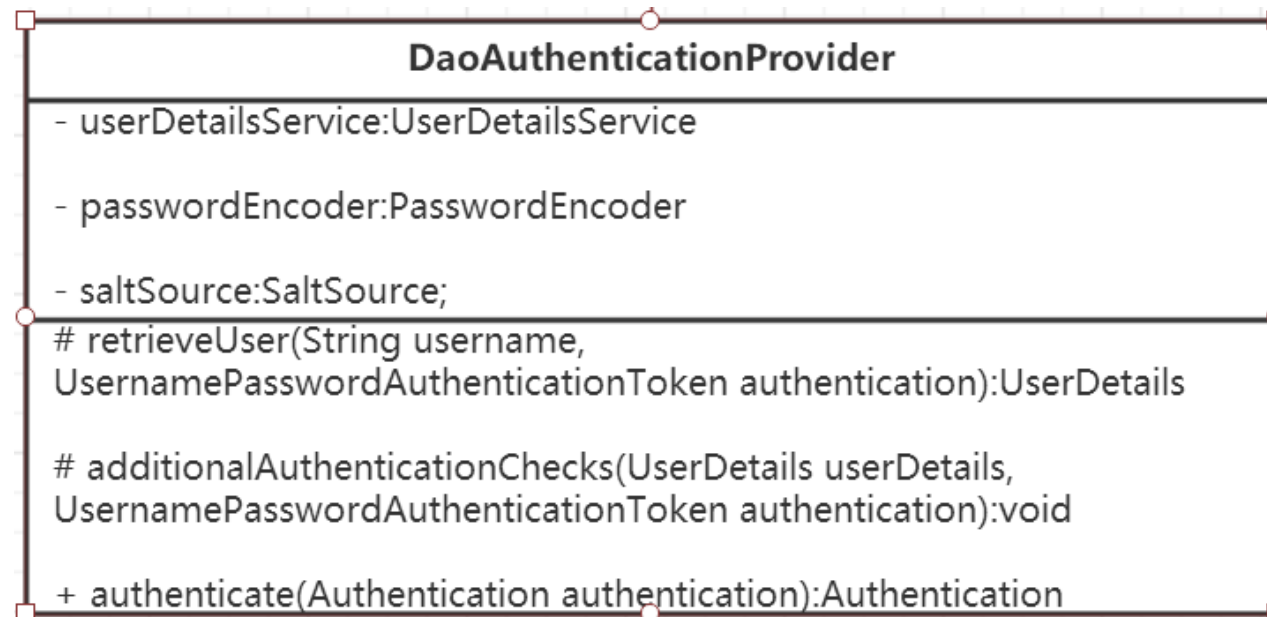 DaoAuthenticationProvider
- userDetailsService:UserDetailsService
- passwordEncoder:PasswordEncoder
- saltSource:SaltSource;
# retrieveUser(String username,
UsernamePasswordAuthenticationToken authentication):UserDetails
# additionalAuthenticationChecks(UserDetails userDetails,
UsernamePasswordAuthenticationToken authentication):void
+ authenticate(Authentication authentication):Authentication